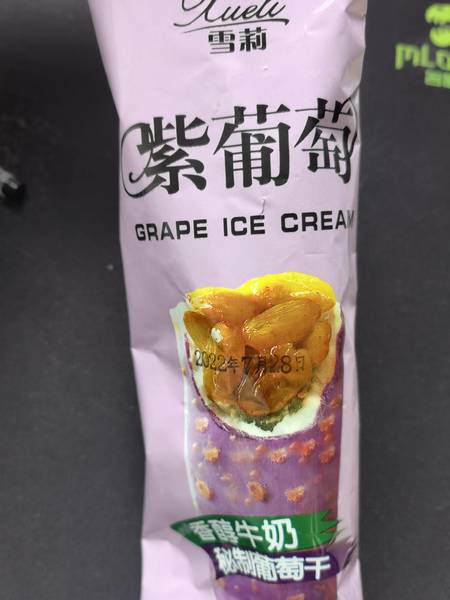 Xueli
雪莉
紫葡萄
GRAPE ICE CREAM
2022年7月28日
香醇牛奶
秘制葡萄干